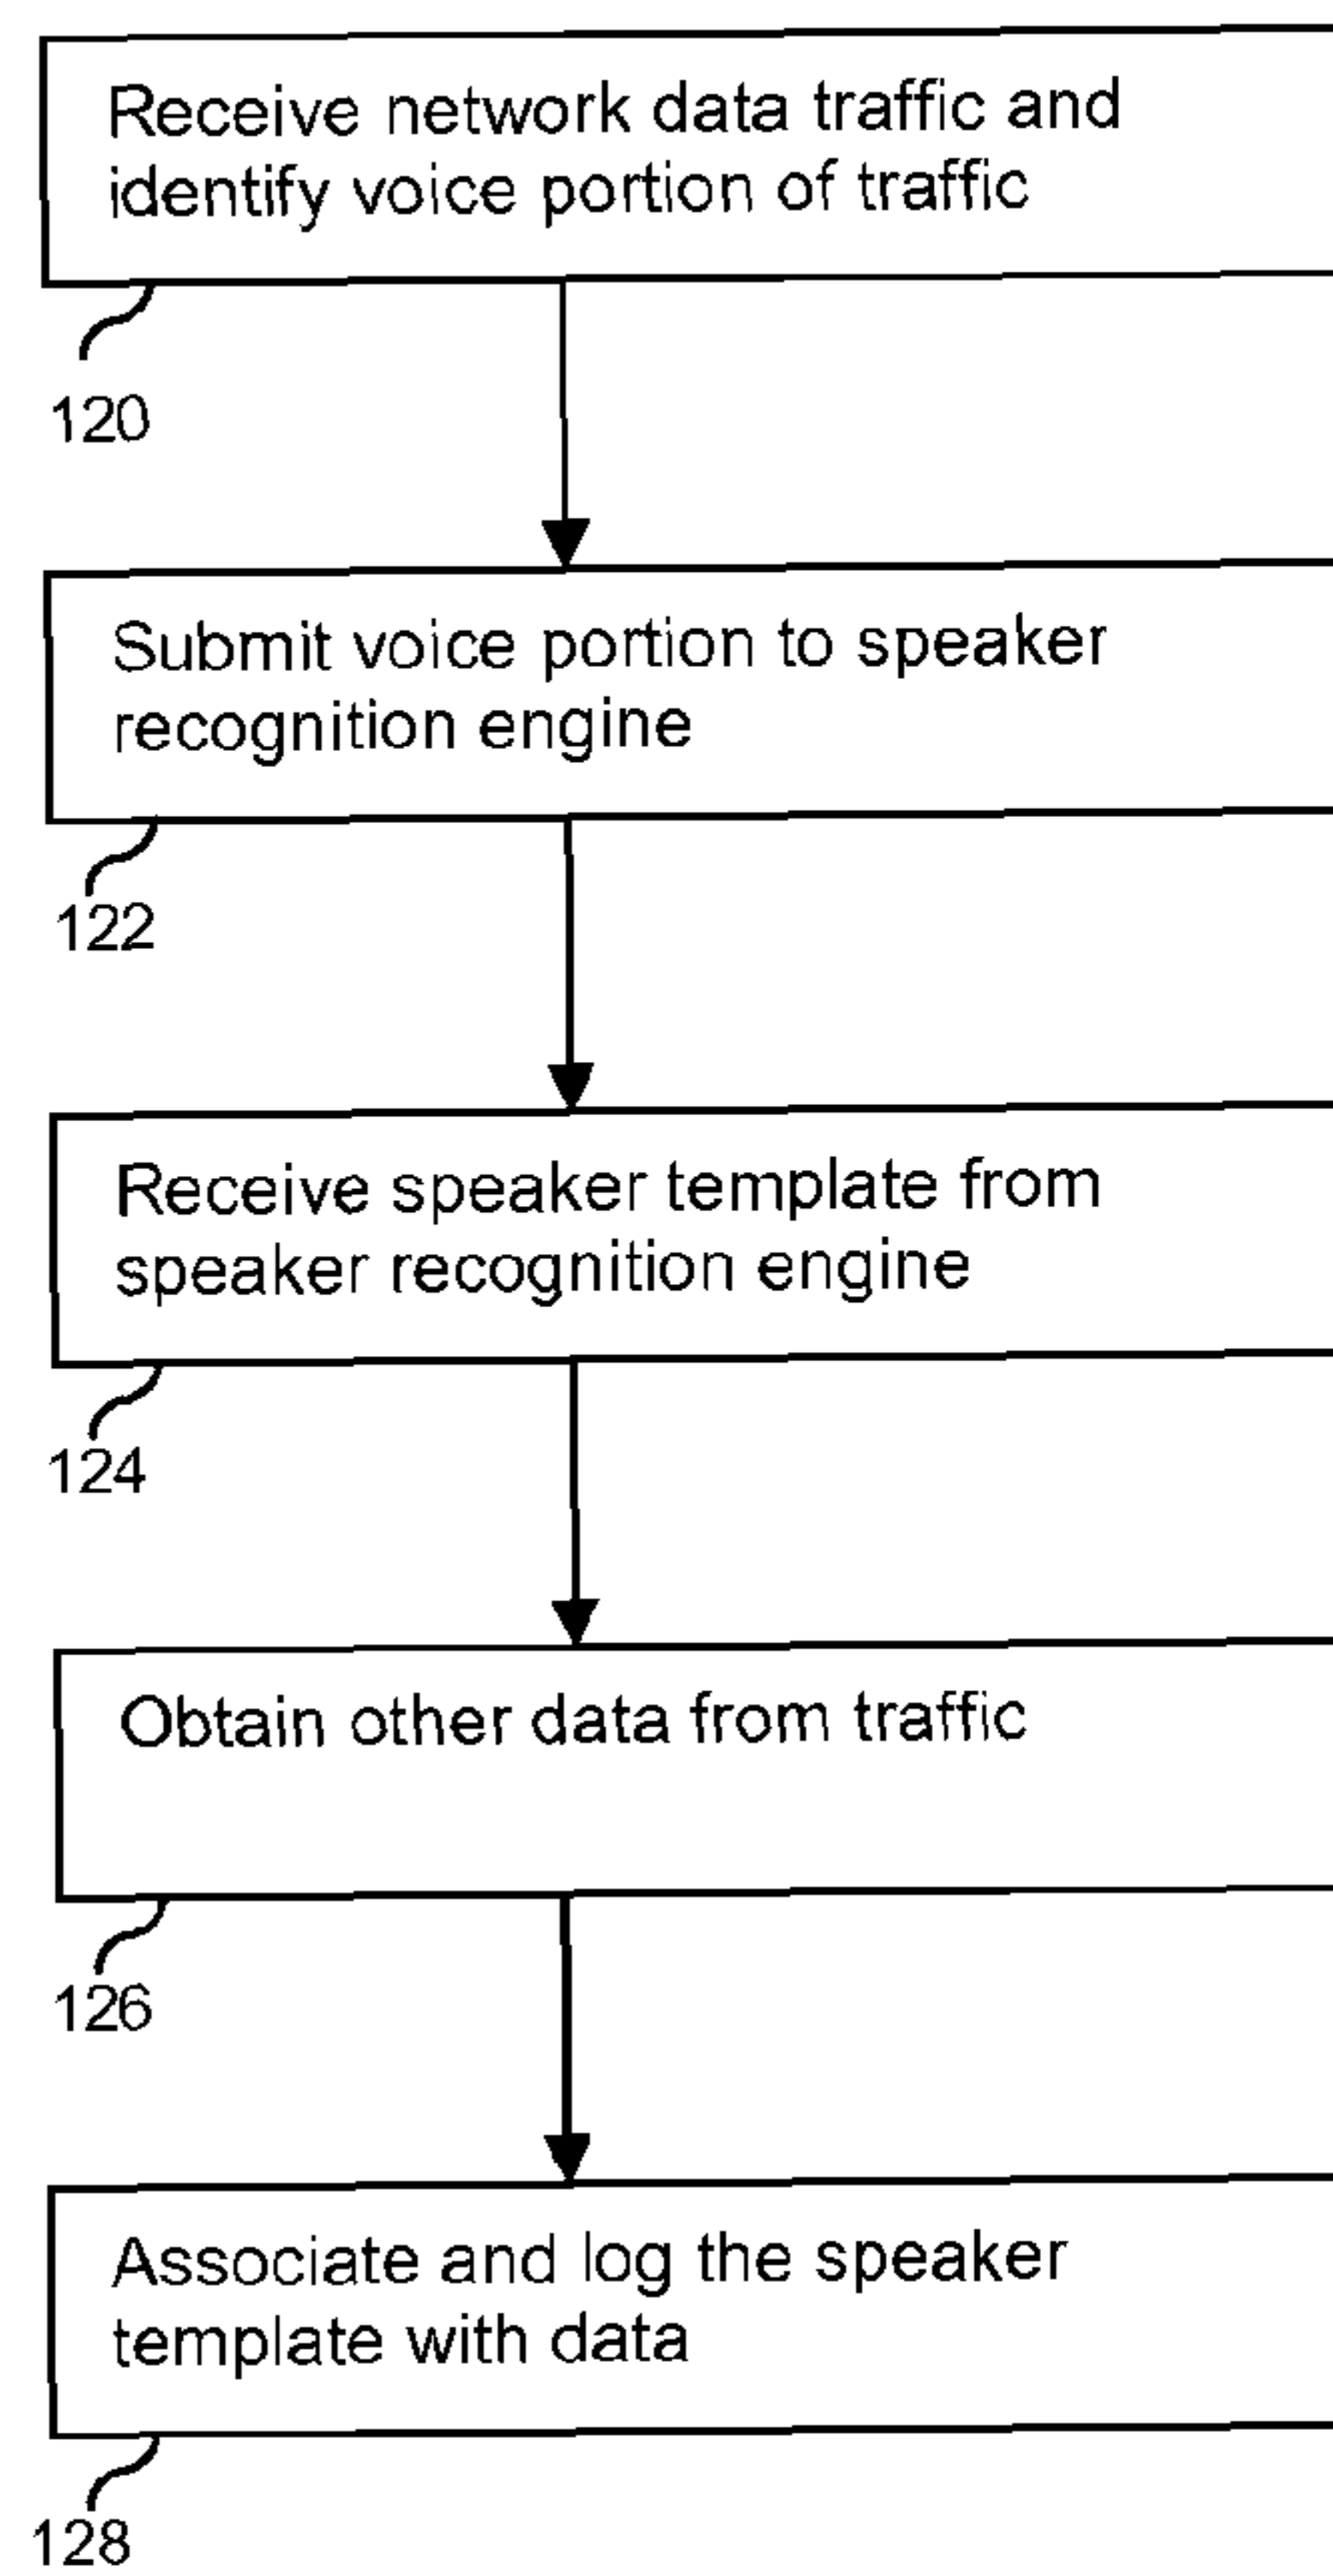 Receive network data traffic and
identify voice portion of traffic
120
Submit voice portion to speaker
recognition engine
122
Receive speaker template from
speaker recognition engine
124
Obtain other data from traffic
126
Associate and log the speaker
template with data
128